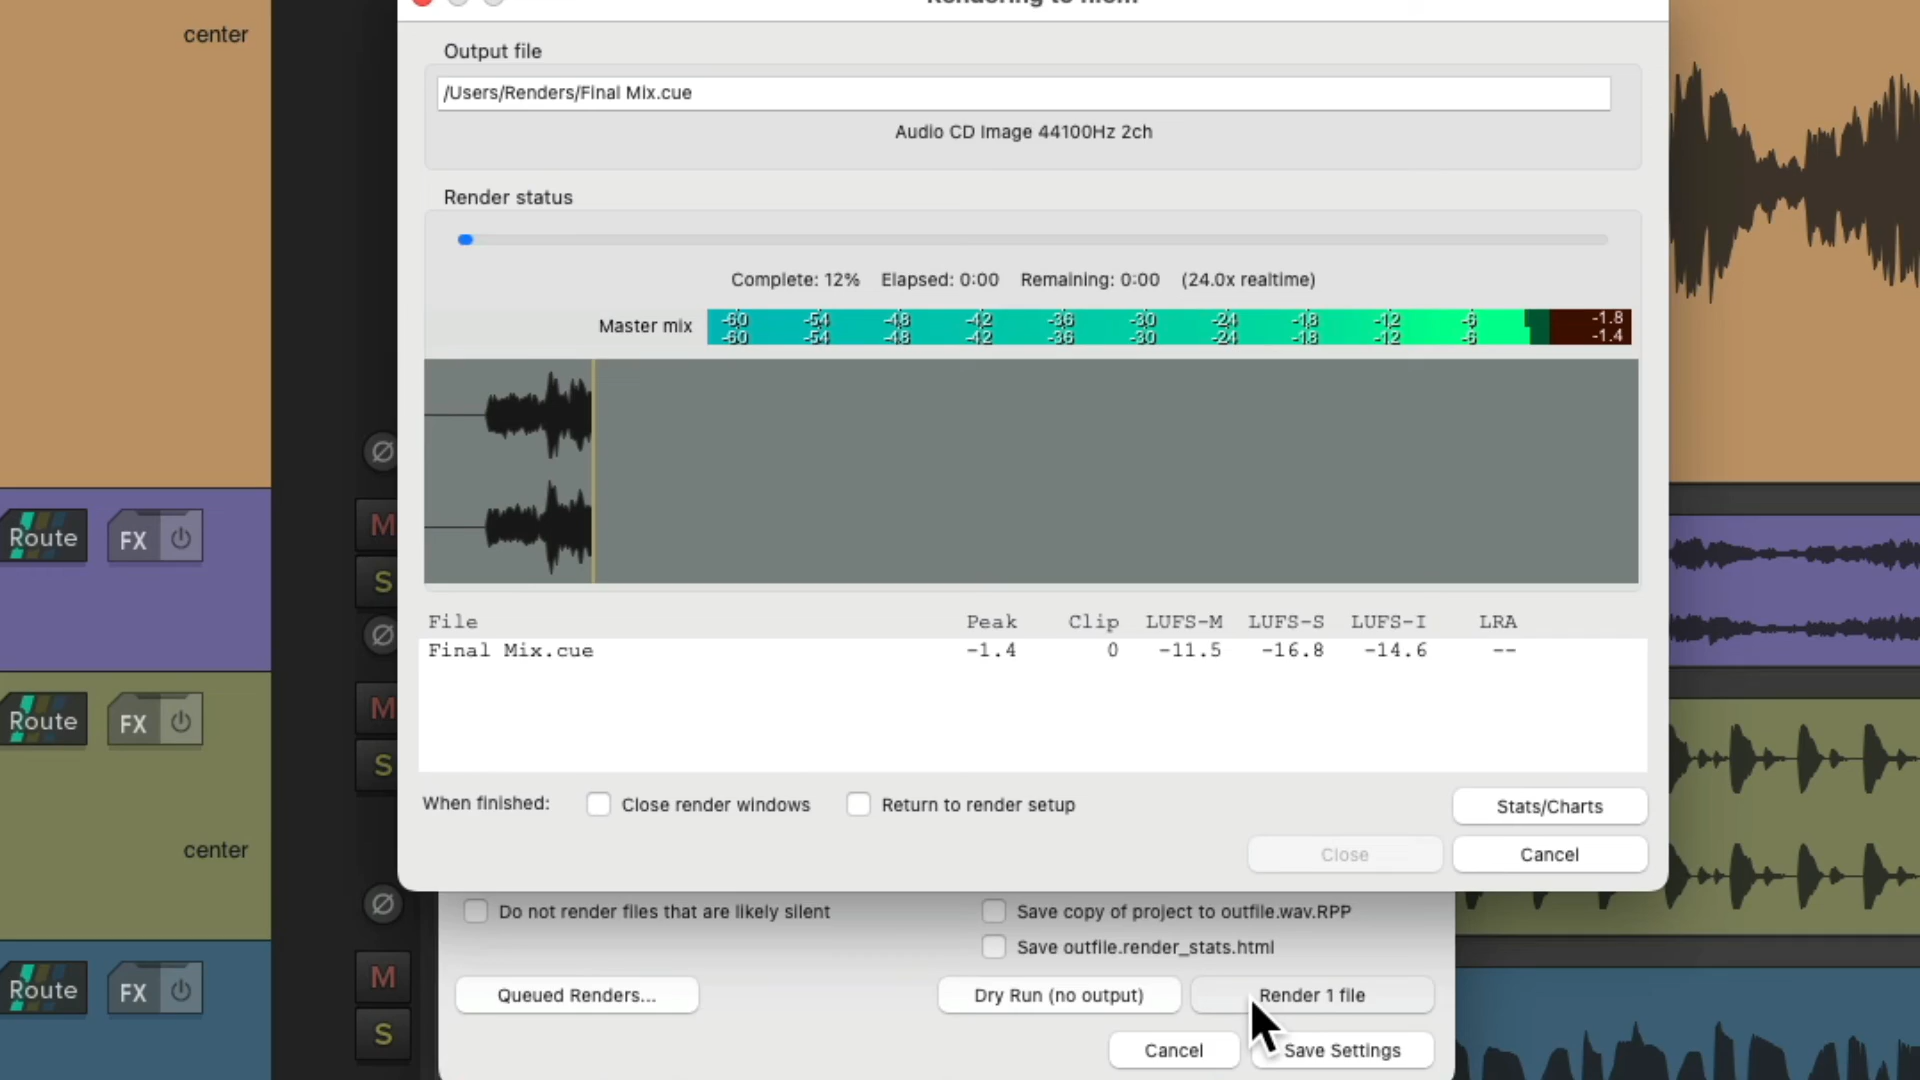 center
Rendering to file...
Output file
/Users/Renders/Final Mix.cue
Audio CD Image 44100Hz 2ch
Render status
Complete: 12% Elapsed: 0:00 Remaining: 0:00 (24.0x realtime)
Master mix
-60 -54 -48 -42 -36 -30 -24 -18 -12 -6 -1.8
-60 -54 -48 -42 -36 -30 -24 -18 -12 -6 -1.4
Route FX M
S
File Peak Clip LUFS-M LUFS-S LUFS-I LRA
Final Mix.cue -1.4 0 -11.5 -16.8 -14.6 --
Route FX M
S
When finished: Close render windows Return to render setup Stats/Charts
center
Close Cancel
Do not render files that are likely silent Save copy of project to outfile.wav.RPP
Save outfile.render_stats.html
Route FX M
S
Queued Renders... Dry Run (no output) Render 1 file
Cancel Save Settings